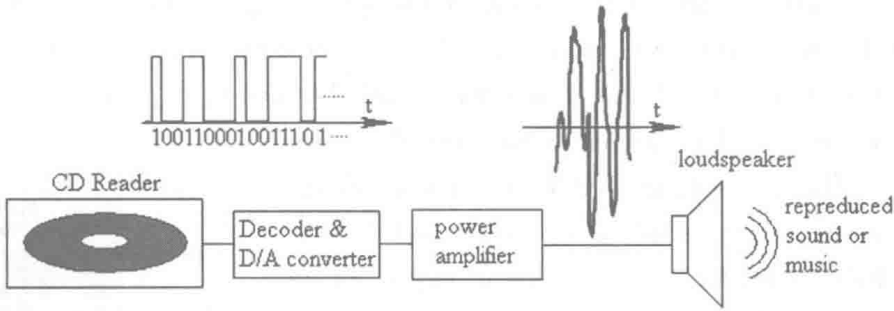 t
100110001001110 1 ....
t
loudspeaker
CD Reader
Decoder &
D/A converter
power
amplifier
repreduced
sound or
music